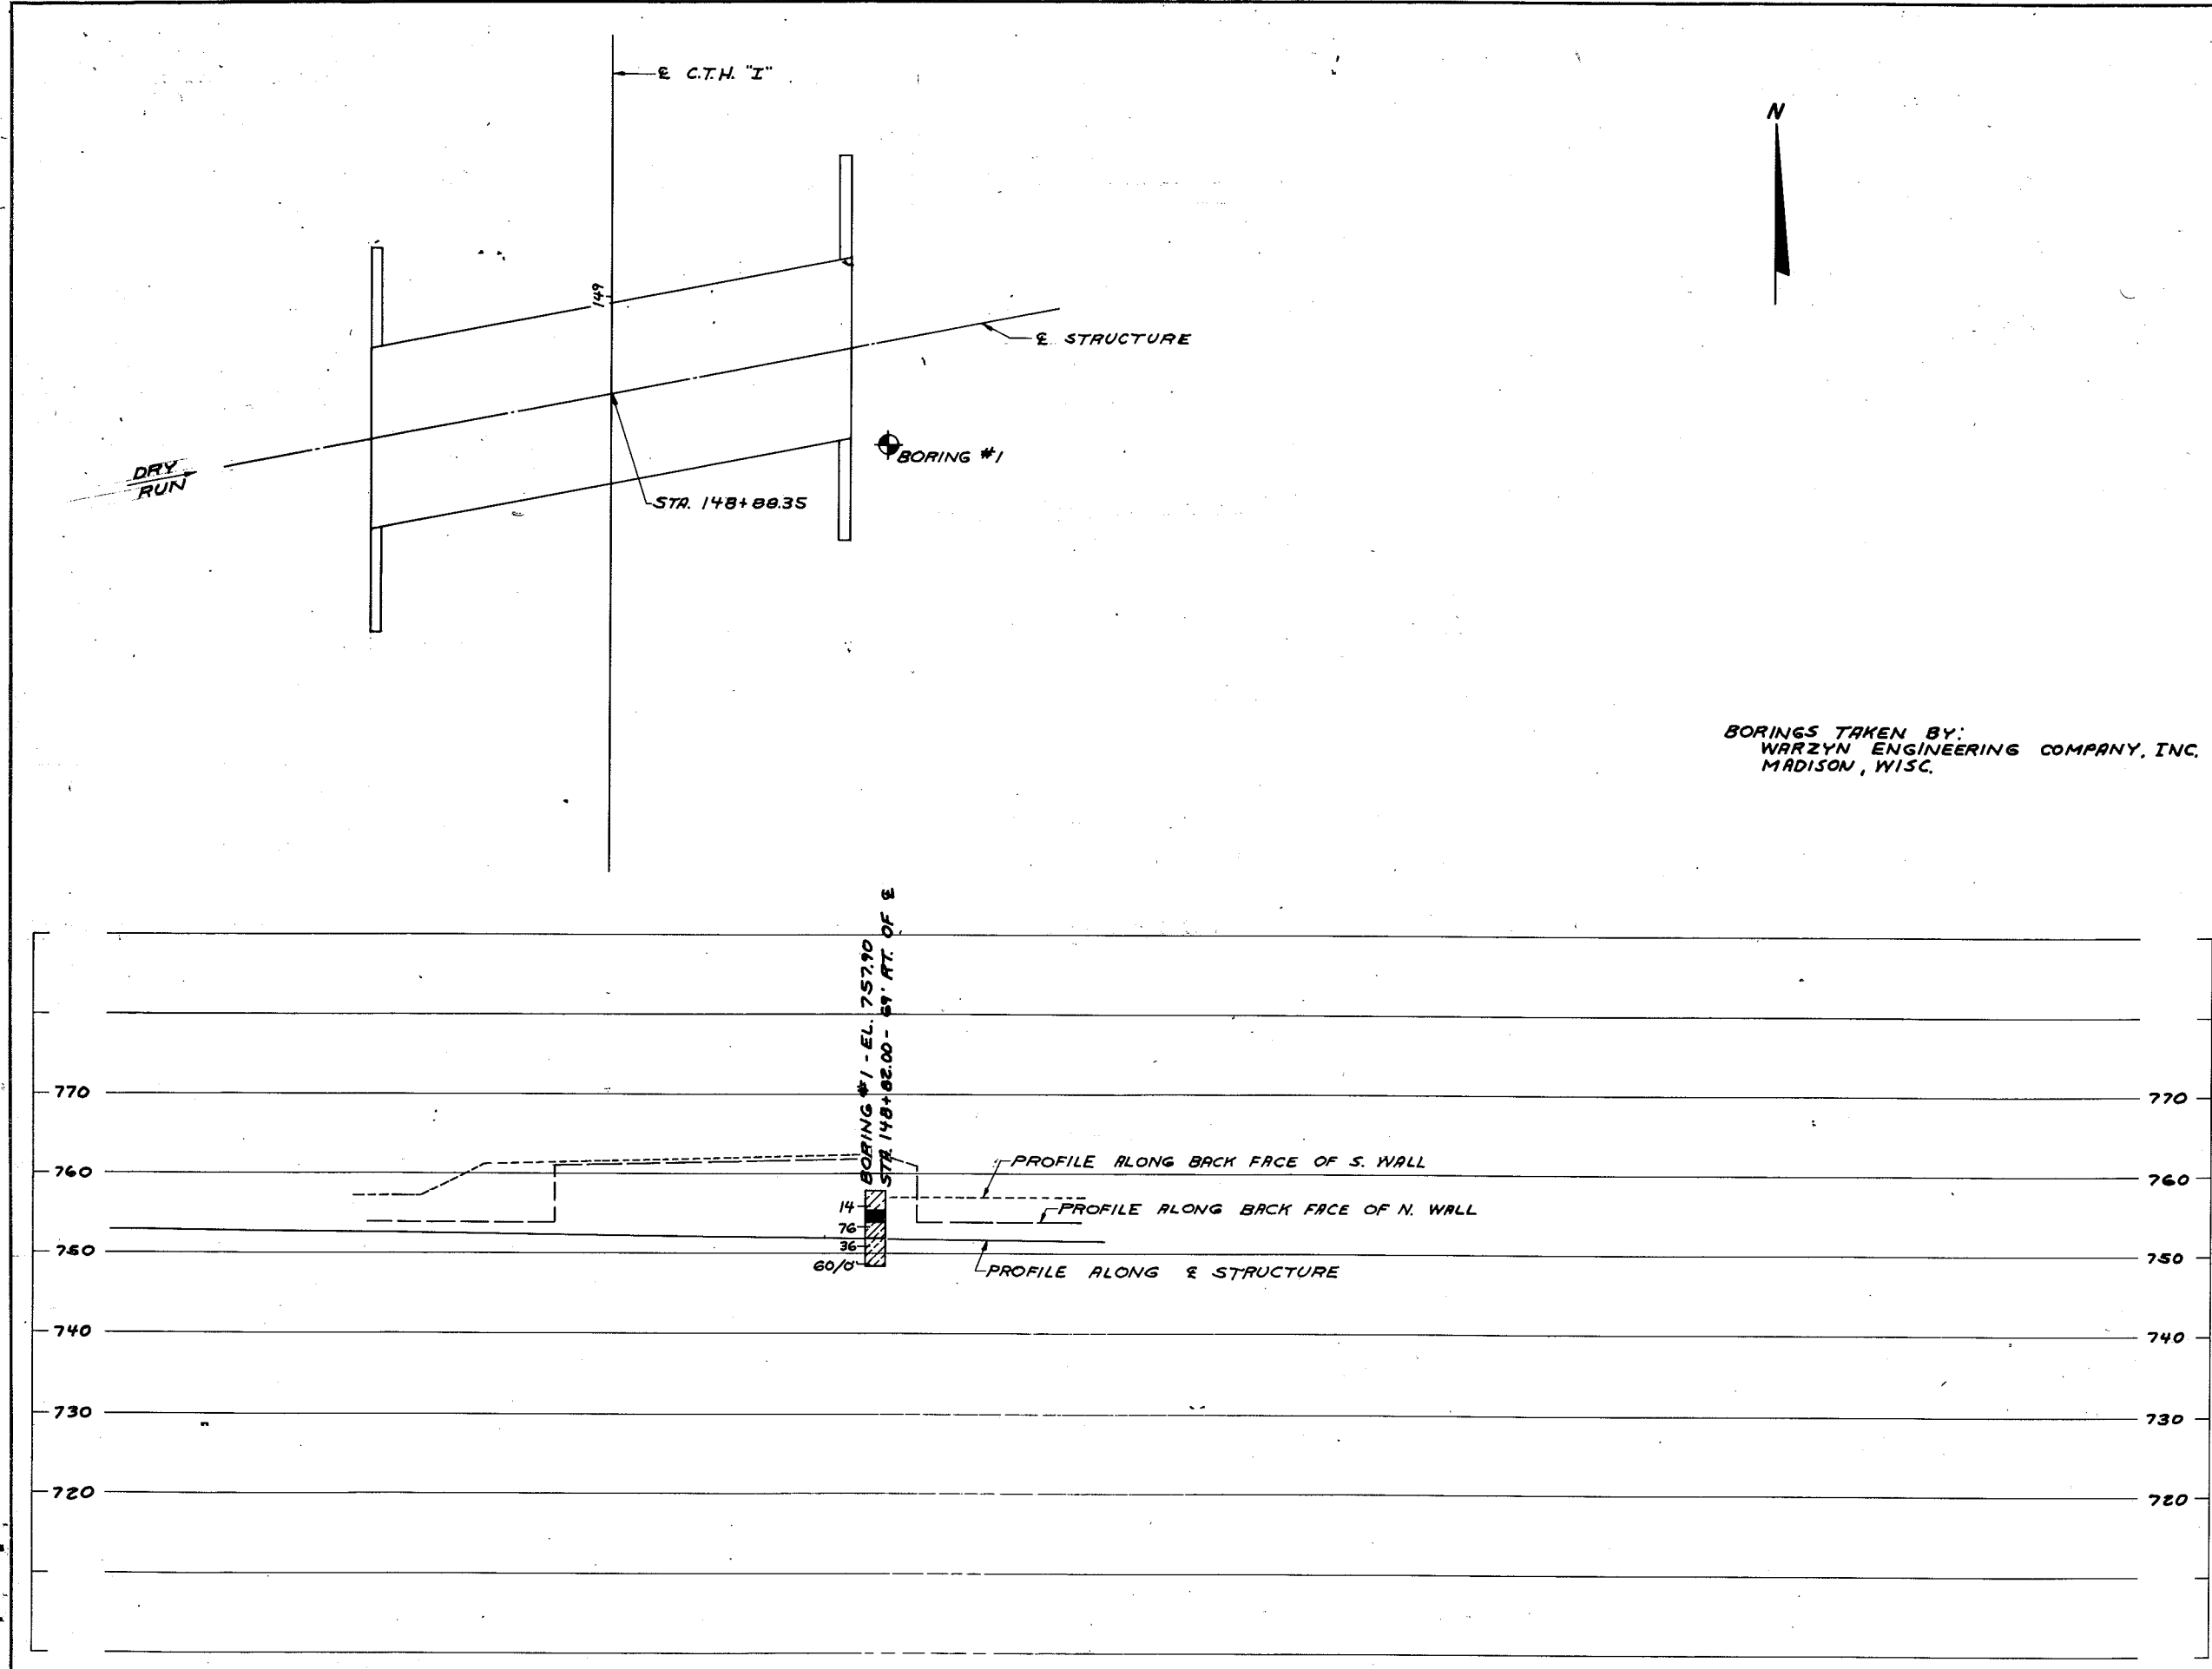 ℄ C.T.H. "I"
N
149
℄ STRUCTURE
BORING #1
DRY
RUN
STA. 148+88.35
BORINGS TAKEN BY:
WARZYN ENGINEERING COMPANY, INC.
MADISON, WISC.
BORING #1 - EL. 757.90
STA. 148+82.00 - 69' RT. OF ℄
770
770
760
PROFILE ALONG BACK FACE OF S. WALL
760
14
PROFILE ALONG BACK FACE OF N. WALL
76
750
36
750
60/0"
PROFILE ALONG ℄ STRUCTURE
740
740
730
730
720
720